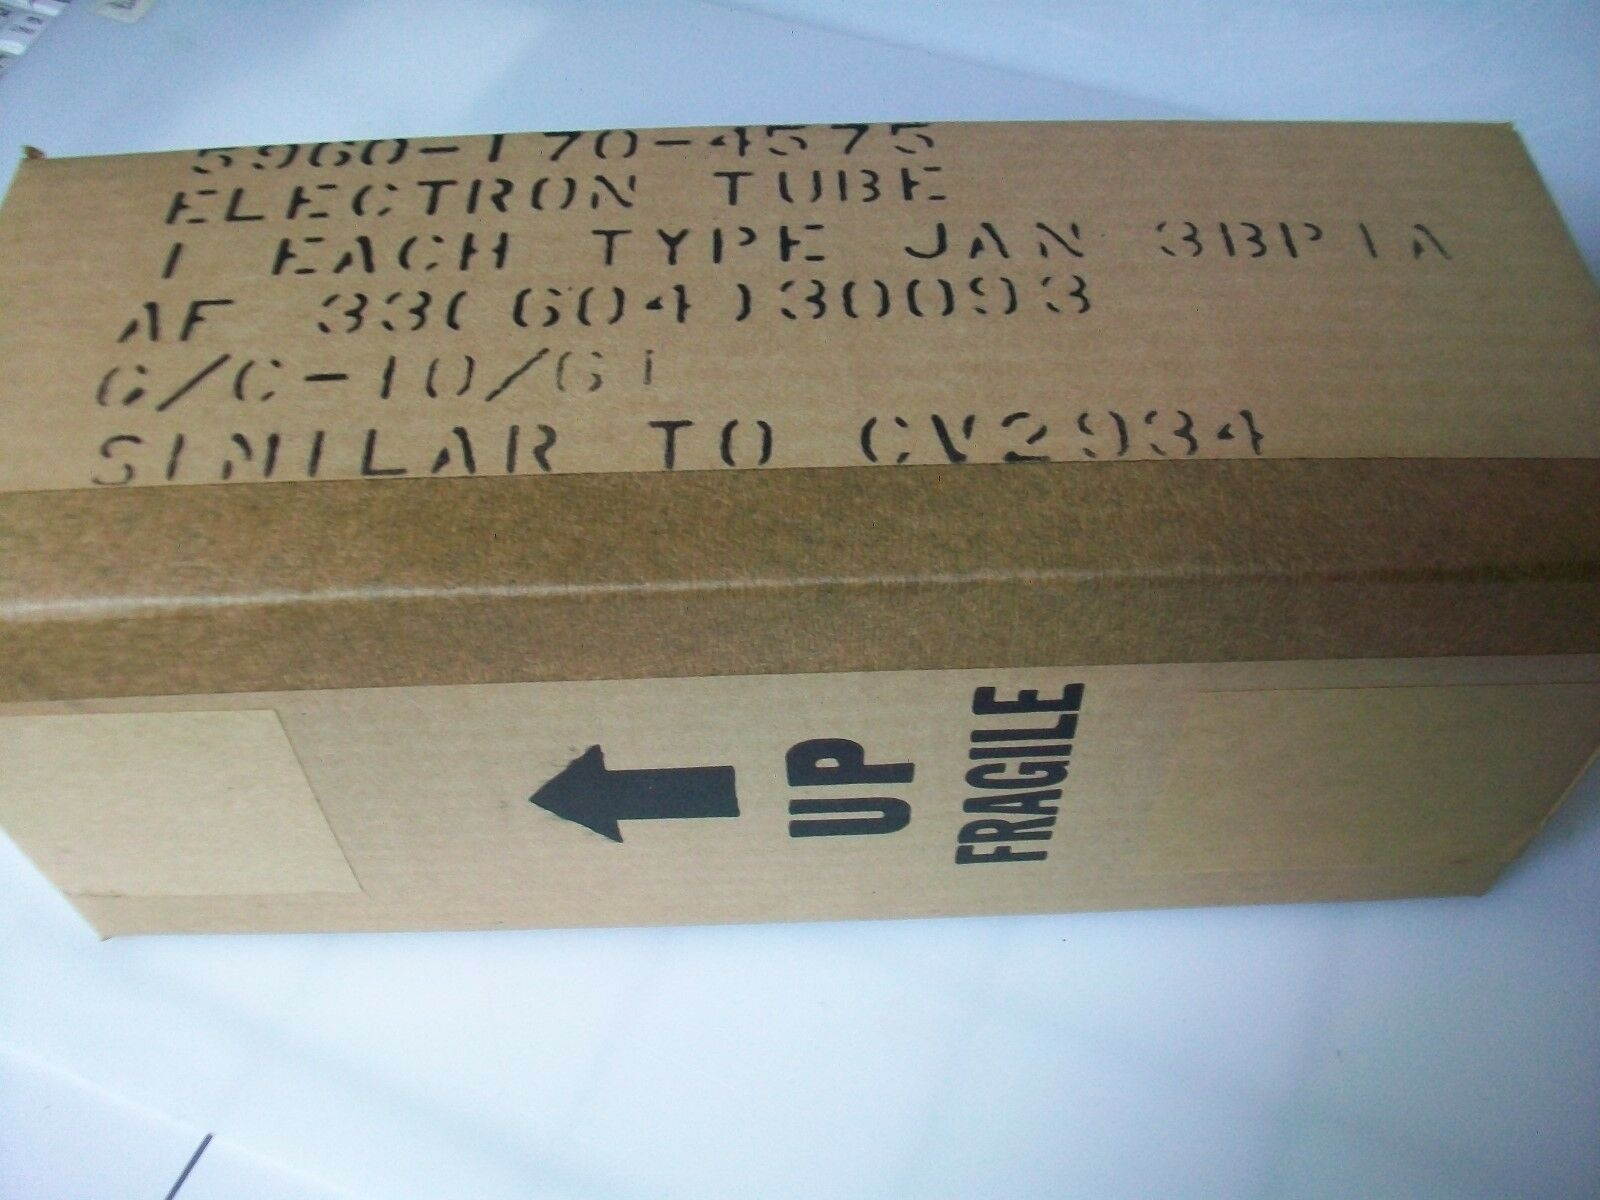 5960-170-4575
ELECTRON TUBE
1 EACH TYPE JAN 3BP1A
AF 33(604)30093
G/C-10/61
SIMILAR TO CV2934
UP
FRAGILE